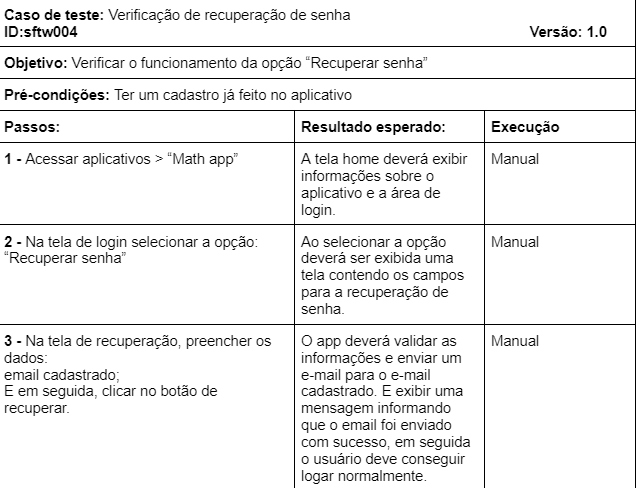 Caso de teste: Verificação de recuperação de senha
ID:sftw004 Versão: 1.0
Objetivo: Verificar o funcionamento da opção “Recuperar senha”
Pré-condições: Ter um cadastro já feito no aplicativo
Passos: Resultado esperado: Execução
1 - Acessar aplicativos > “Math app”
A tela home deverá exibir
informações sobre o
aplicativo e a área de
login.
Manual
2 - Na tela de login selecionar a opção:
“Recuperar senha”
Ao selecionar a opção
deverá ser exibida uma
tela contendo os campos
para a recuperação de
senha.
Manual
3 - Na tela de recuperação, preencher os
dados:
email cadastrado;
E em seguida, clicar no botão de
recuperar.
O app deverá validar as
informações e enviar um
e-mail para o e-mail
cadastrado. E exibir uma
mensagem informando
que o email foi enviado
com sucesso, em seguida
o usuário deve conseguir
logar normalmente.
Manual